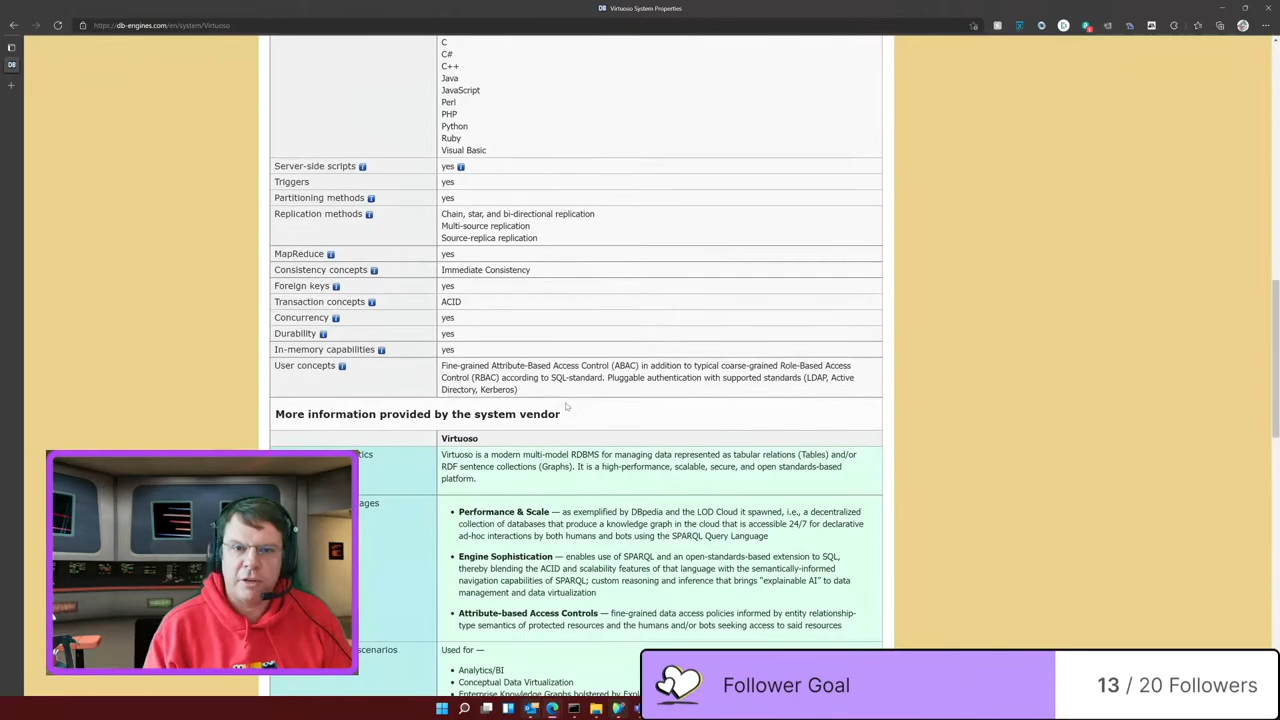 DB Virtuoso System Properties
https://db-engines.com/en/system/Virtuoso
DB
C
C#
C++
Java
JavaScript
Perl
PHP
Python
Ruby
Visual Basic
Server-side scripts yes
Triggers yes
Partitioning methods yes
Replication methods Chain, star, and bi-directional replication
Multi-source replication
Source-replica replication
MapReduce yes
Consistency concepts Immediate Consistency
Foreign keys yes
Transaction concepts ACID
Concurrency yes
Durability yes
In-memory capabilities yes
User concepts Fine-grained Attribute-Based Access Control (ABAC) in addition to typical coarse-grained Role-Based Access
Control (RBAC) according to SQL-standard. Pluggable authentication with supported standards (LDAP, Active
Directory, Kerberos)
More information provided by the system vendor
Virtuoso
tics Virtuoso is a modern multi-model RDBMS for managing data represented as tabular relations (Tables) and/or
RDF sentence collections (Graphs). It is a high-performance, scalable, secure, and open standards-based
platform.
ages
• Performance & Scale — as exemplified by DBpedia and the LOD Cloud it spawned, i.e., a decentralized
collection of databases that produce a knowledge graph in the cloud that is accessible 24/7 for declarative
ad-hoc interactions by both humans and bots using the SPARQL Query Language
• Engine Sophistication — enables use of SPARQL and an open-standards-based extension to SQL,
thereby blending the ACID and scalability features of that language with the semantically-informed
navigation capabilities of SPARQL; custom reasoning and inference that brings “explainable AI” to data
management and data virtualization
• Attribute-based Access Controls — fine-grained data access policies informed by entity relationship-
type semantics of protected resources and the humans and/or bots seeking access to said resources
scenarios Used for —
• Analytics/BI
• Conceptual Data Virtualization
• Enterprise Knowledge Graphs bolstered by
Follower Goal 13 / 20 Followers